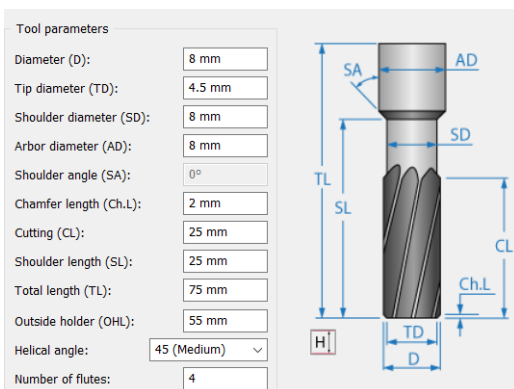 Tool parameters
Diameter (D): 8 mm
Tip diameter (TD): 4.5 mm
Shoulder diameter (SD): 8 mm
Arbor diameter (AD): 8 mm
Shoulder angle (SA): 0º
Chamfer length (Ch.L): 2 mm
Cutting (CL): 25 mm
Shoulder length (SL): 25 mm
Total length (TL): 75 mm
Outside holder (OHL): 55 mm
Helical angle: 45 (Medium)
Number of flutes: 4
SA
AD
SD
TL
SL
CL
Ch.L
H
TD
D